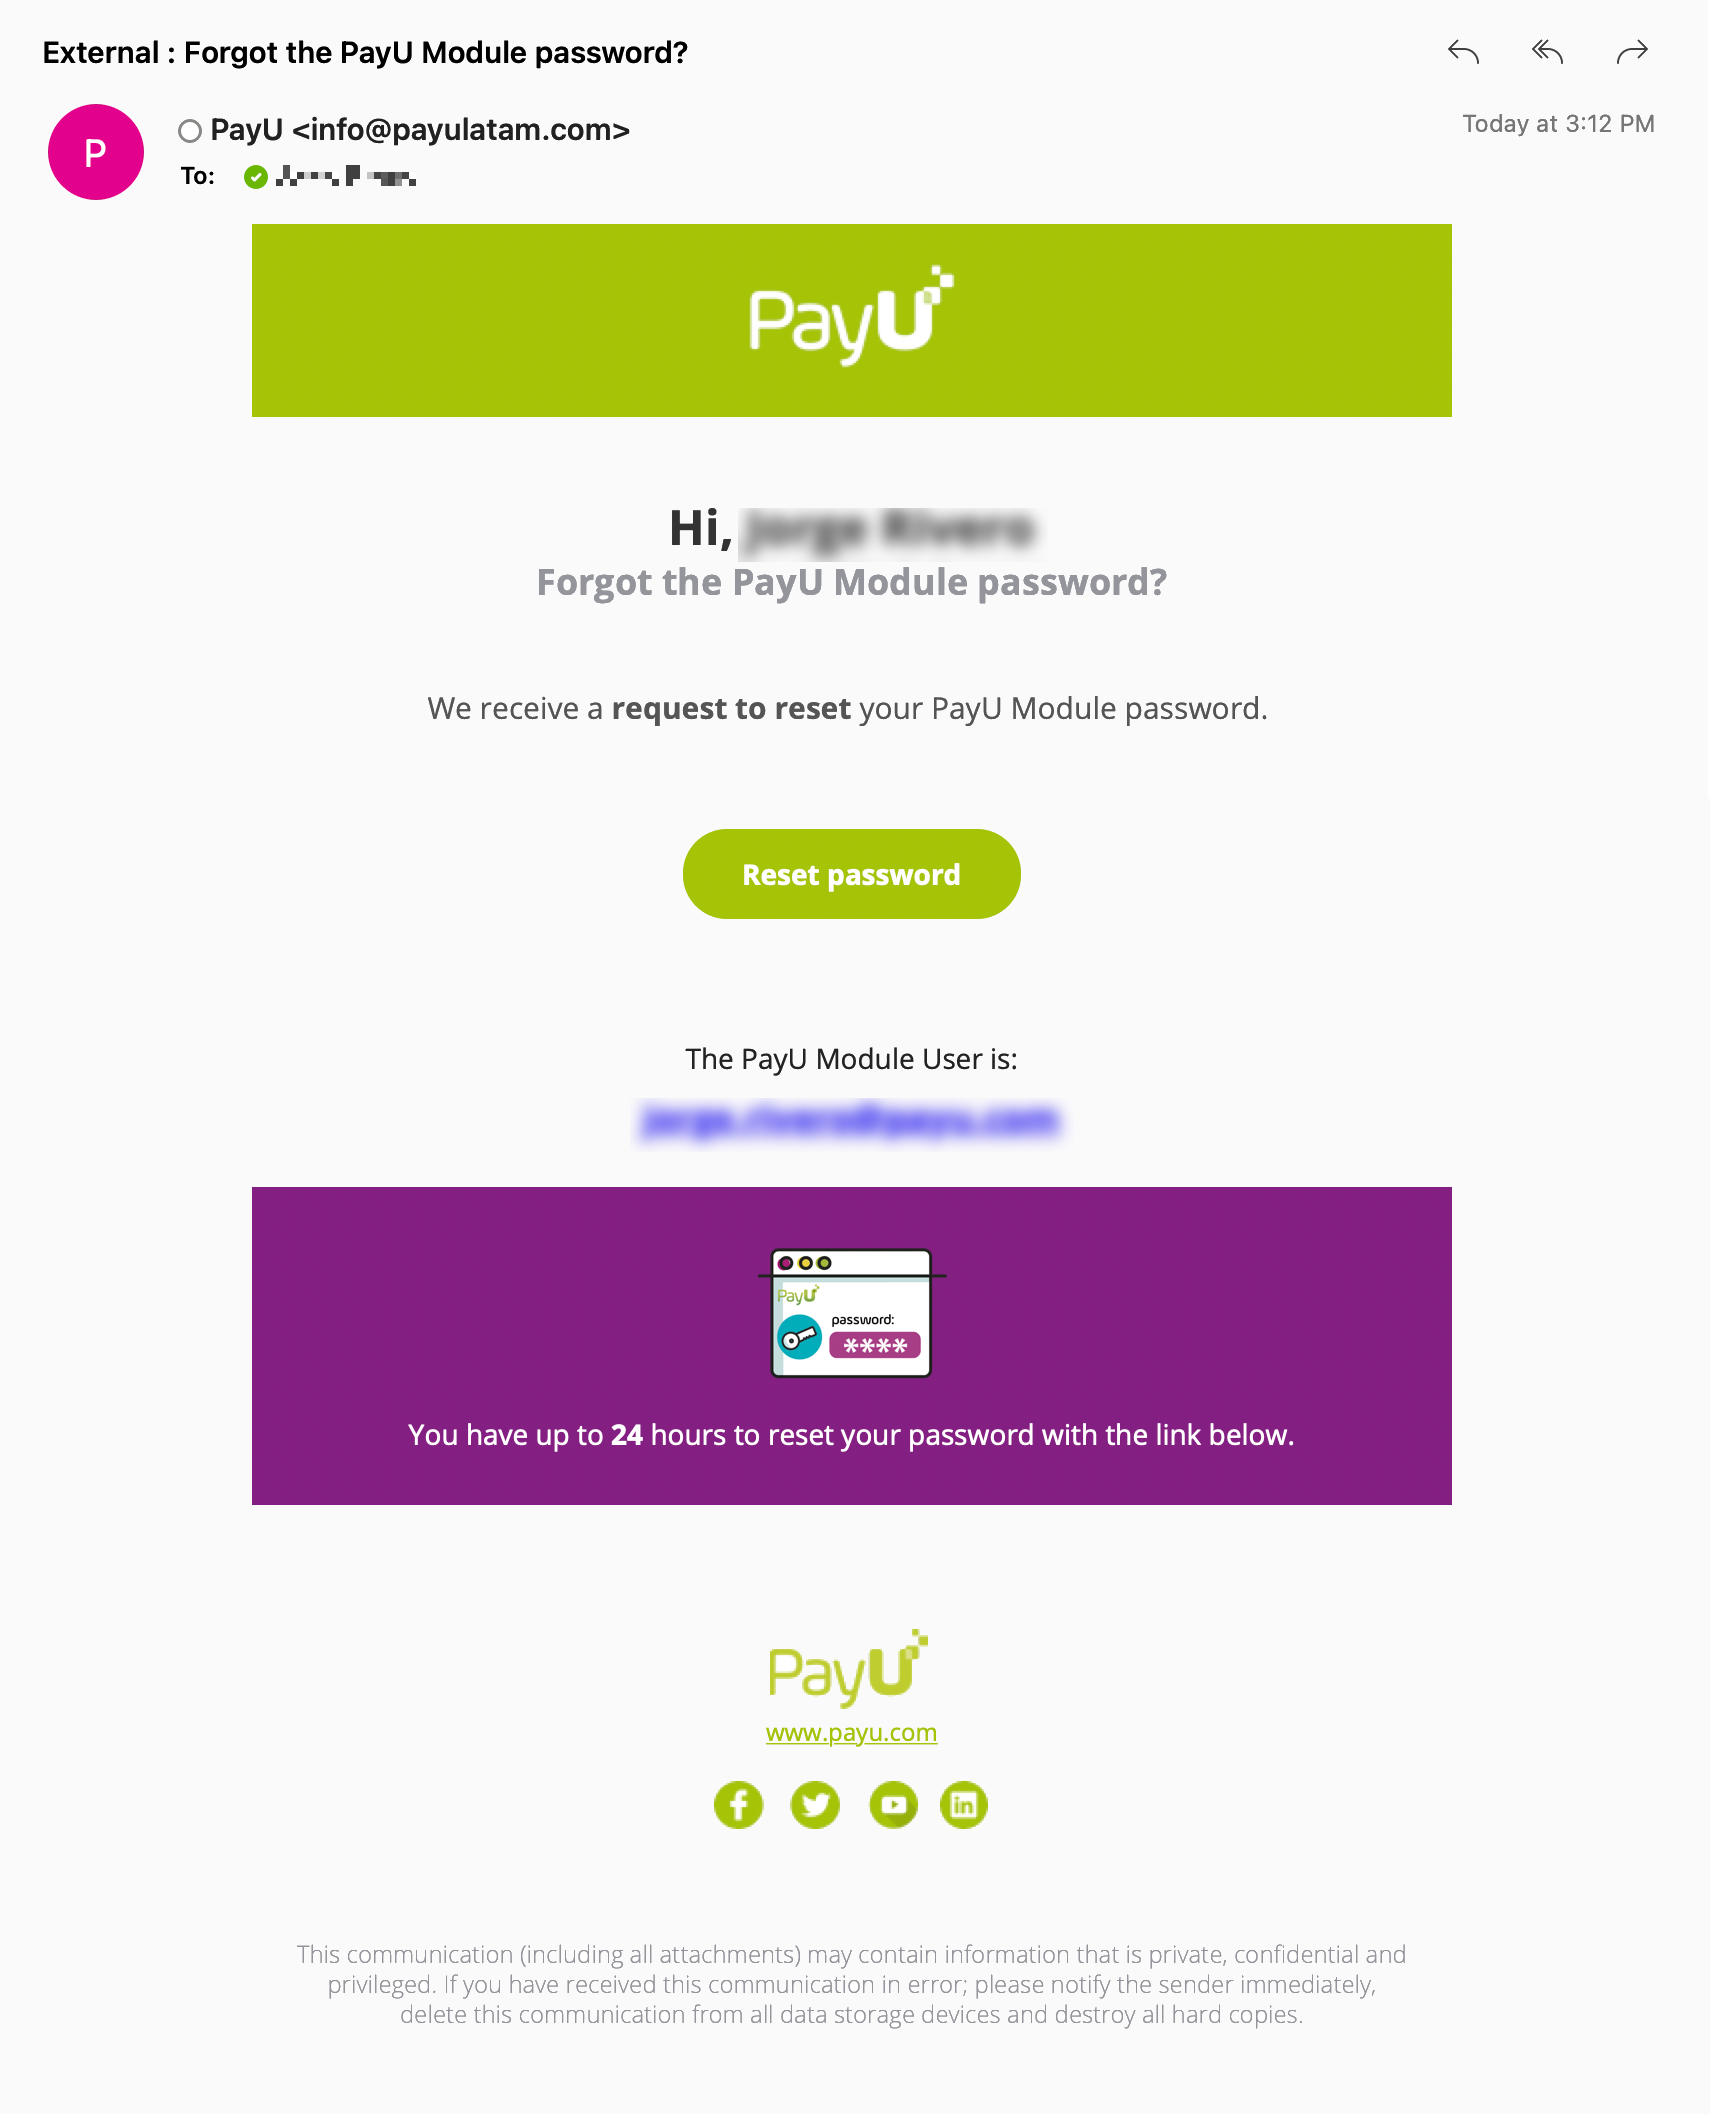 External : Forgot the PayU Module password?
P
PayU <info@payulatam.com>
Today at 3:12 PM
To:
PayU
Hi,
Forgot the PayU Module password?
We receive a request to reset your PayU Module password.
Reset password
The PayU Module User is:
PayU
password:
****
You have up to 24 hours to reset your password with the link below.
PayU
www.payu.com
This communication (including all attachments) may contain information that is private, confidential and
privileged. If you have received this communication in error; please notify the sender immediately,
delete this communication from all data storage devices and destroy all hard copies.